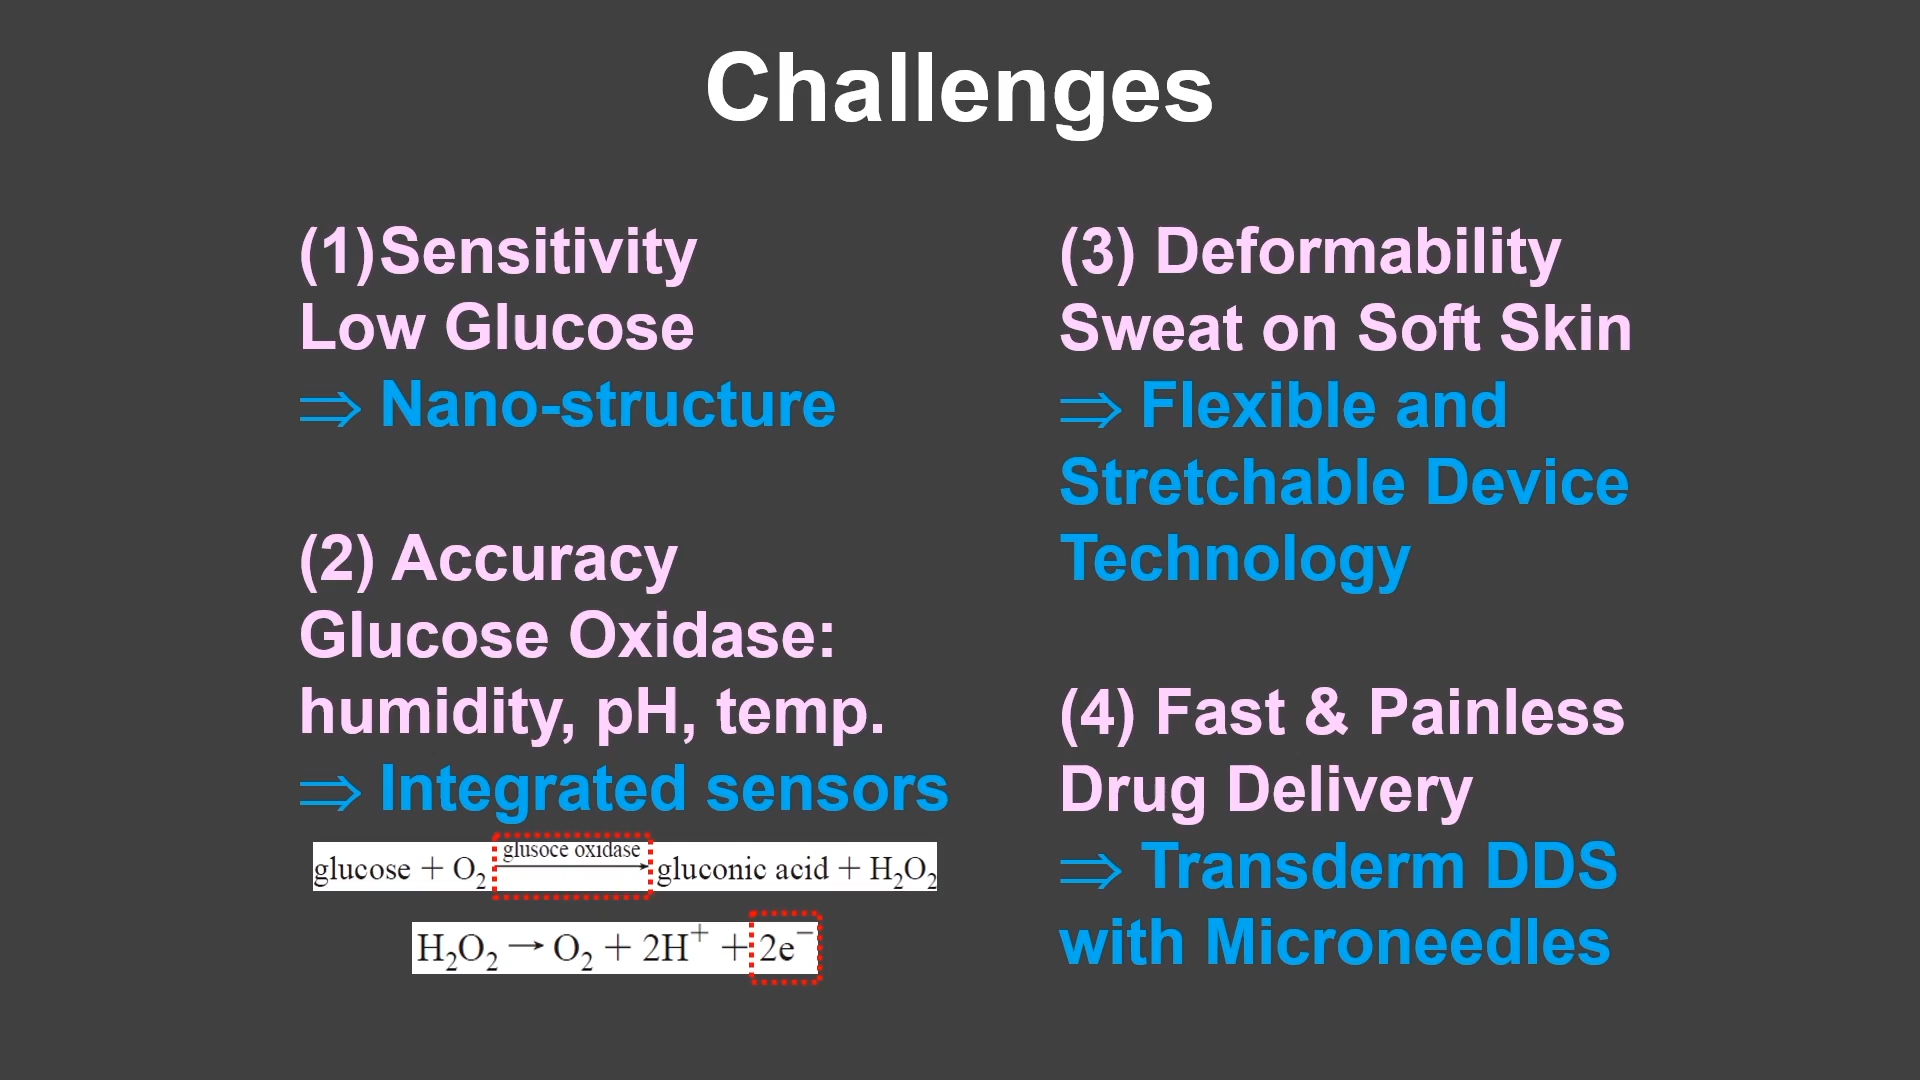 Challenges
(1)Sensitivity
Low Glucose
⇒ Nano-structure
(2) Accuracy
Glucose Oxidase:
humidity, pH, temp.
⇒ Integrated sensors
glusoce oxidase
glucose + O₂ → gluconic acid + H₂O₂
H₂O₂ → O₂ + 2H⁺ + 2e⁻
(3) Deformability
Sweat on Soft Skin
⇒ Flexible and
Stretchable Device
Technology
(4) Fast & Painless
Drug Delivery
⇒ Transderm DDS
with Microneedles